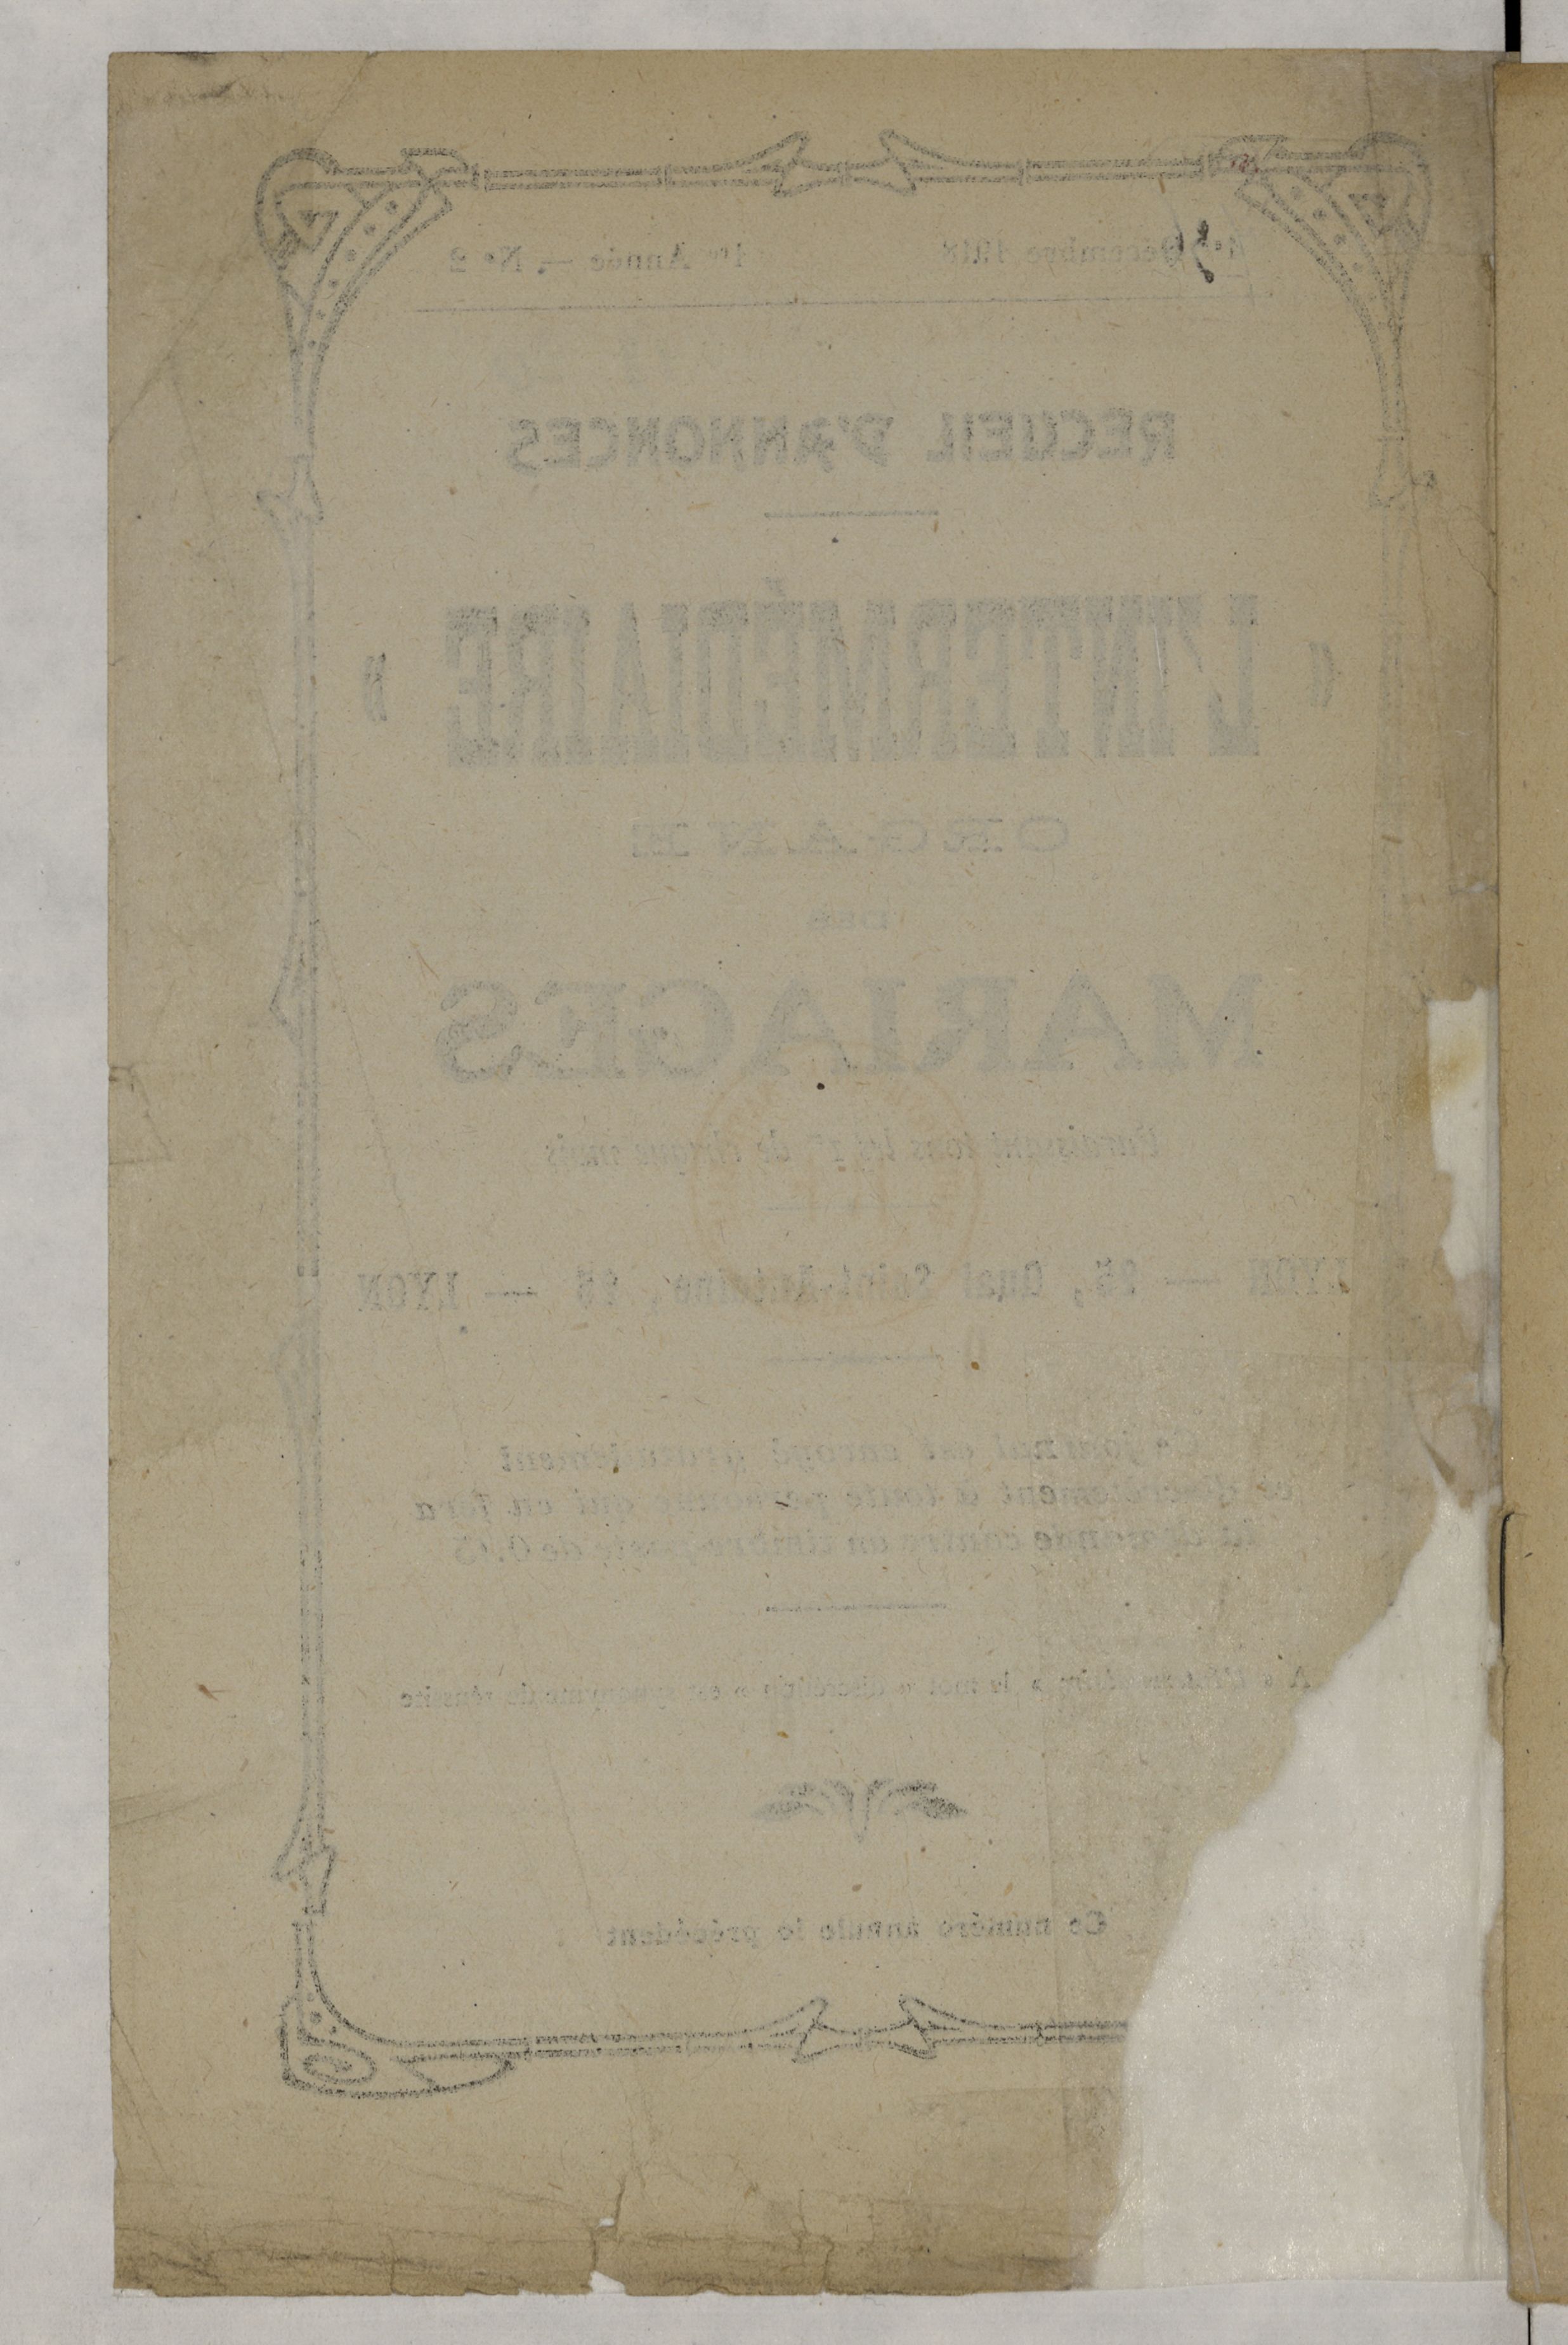 1er Décembre 1918 1re Année — N° 2
RECUEIL D'ANNONCES
« L'INTERMÉDIAIRE »
ORGANE
DES
MARIAGES
Paraissant tous les 1er de chaque mois
LYON — 25, Quai Saint-Antoine, 25 — LYON
Ce journal est envoyé gratuitement
et discrètement à toute personne qui en fera
la demande contre un timbre-poste de 0.15
A « L'Intermédiaire » le mot « discrétion » est synonyme de réussite
Ce numéro annule le précédent